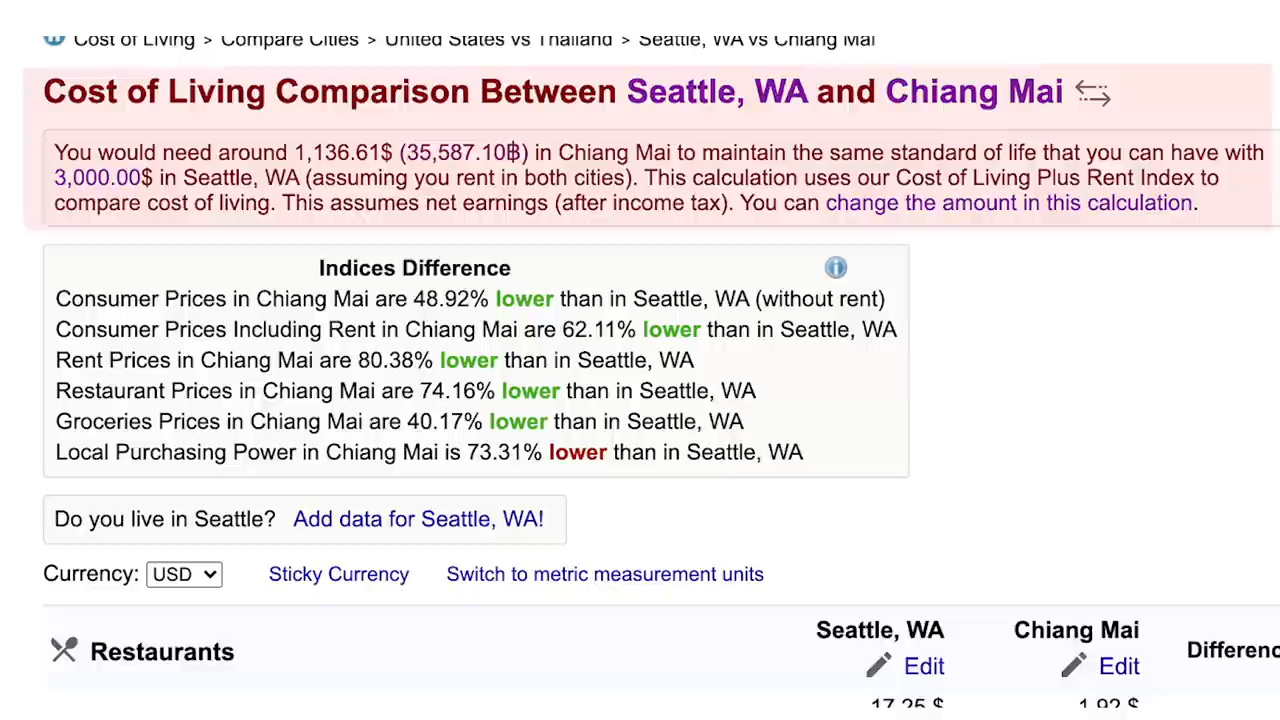 Cost of Living > Compare Cities > United States vs Thailand > Seattle, WA vs Chiang Mai
Cost of Living Comparison Between Seattle, WA and Chiang Mai
You would need around 1,136.61$ (35,587.10฿) in Chiang Mai to maintain the same standard of life that you can have with
3,000.00$ in Seattle, WA (assuming you rent in both cities). This calculation uses our Cost of Living Plus Rent Index to
compare cost of living. This assumes net earnings (after income tax). You can change the amount in this calculation.
Indices Difference
Consumer Prices in Chiang Mai are 48.92% lower than in Seattle, WA (without rent)
Consumer Prices Including Rent in Chiang Mai are 62.11% lower than in Seattle, WA
Rent Prices in Chiang Mai are 80.38% lower than in Seattle, WA
Restaurant Prices in Chiang Mai are 74.16% lower than in Seattle, WA
Groceries Prices in Chiang Mai are 40.17% lower than in Seattle, WA
Local Purchasing Power in Chiang Mai is 73.31% lower than in Seattle, WA
Do you live in Seattle? Add data for Seattle, WA!
Currency: USD Sticky Currency Switch to metric measurement units
Seattle, WA Chiang Mai
Restaurants Differenc
Edit Edit
17.25 $ 1.92 $